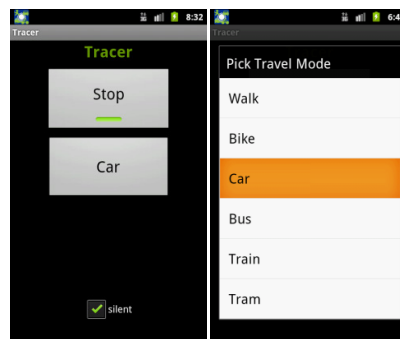 8:32
Tracer
Tracer
Stop
Car
silent
6:4
Tracer
Pick Travel Mode
Walk
Bike
Car
Bus
Train
Tram